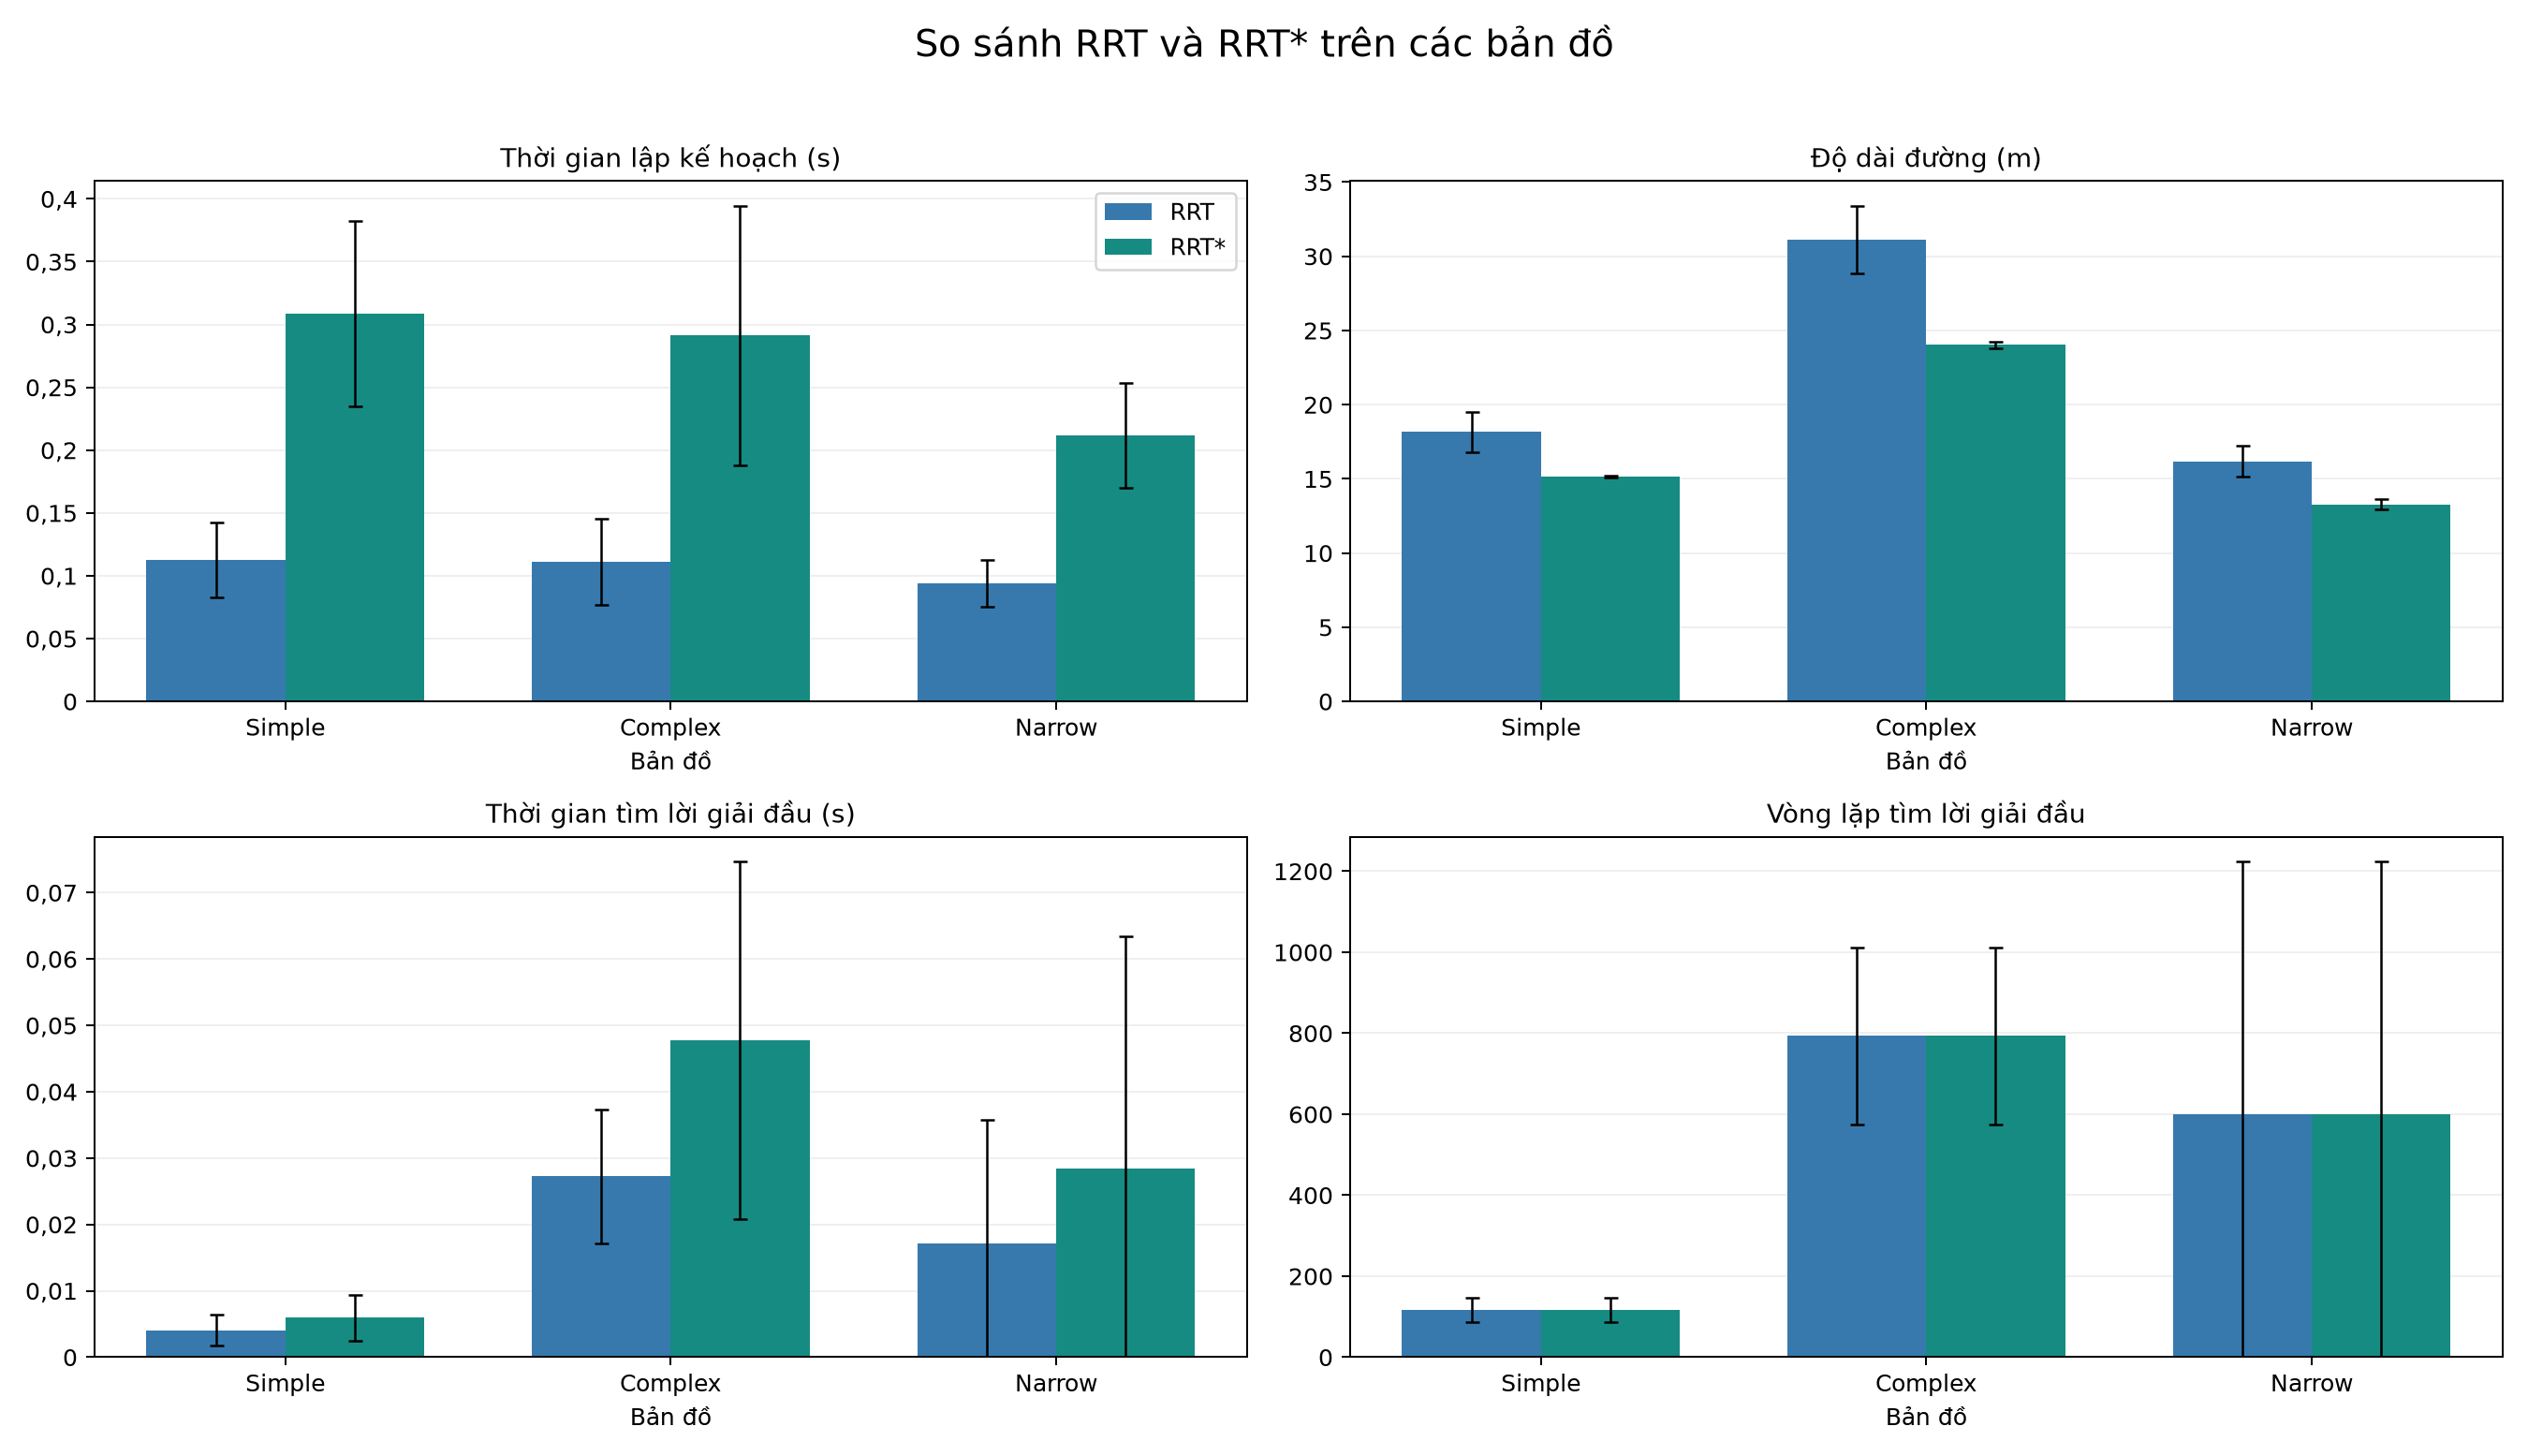 So sánh RRT và RRT* trên các bản đồ
Thời gian lập kế hoạch (s)
0,4
0,35
0,3
0,25
0,2
0,15
0,1
0,05
0
RRT
RRT*
Simple
Complex
Narrow
Bản đồ
Độ dài đường (m)
35
30
25
20
15
10
5
0
Simple
Complex
Narrow
Bản đồ
Thời gian tìm lời giải đầu (s)
0,07
0,06
0,05
0,04
0,03
0,02
0,01
0
Simple
Complex
Narrow
Bản đồ
Vòng lặp tìm lời giải đầu
1200
1000
800
600
400
200
0
Simple
Complex
Narrow
Bản đồ